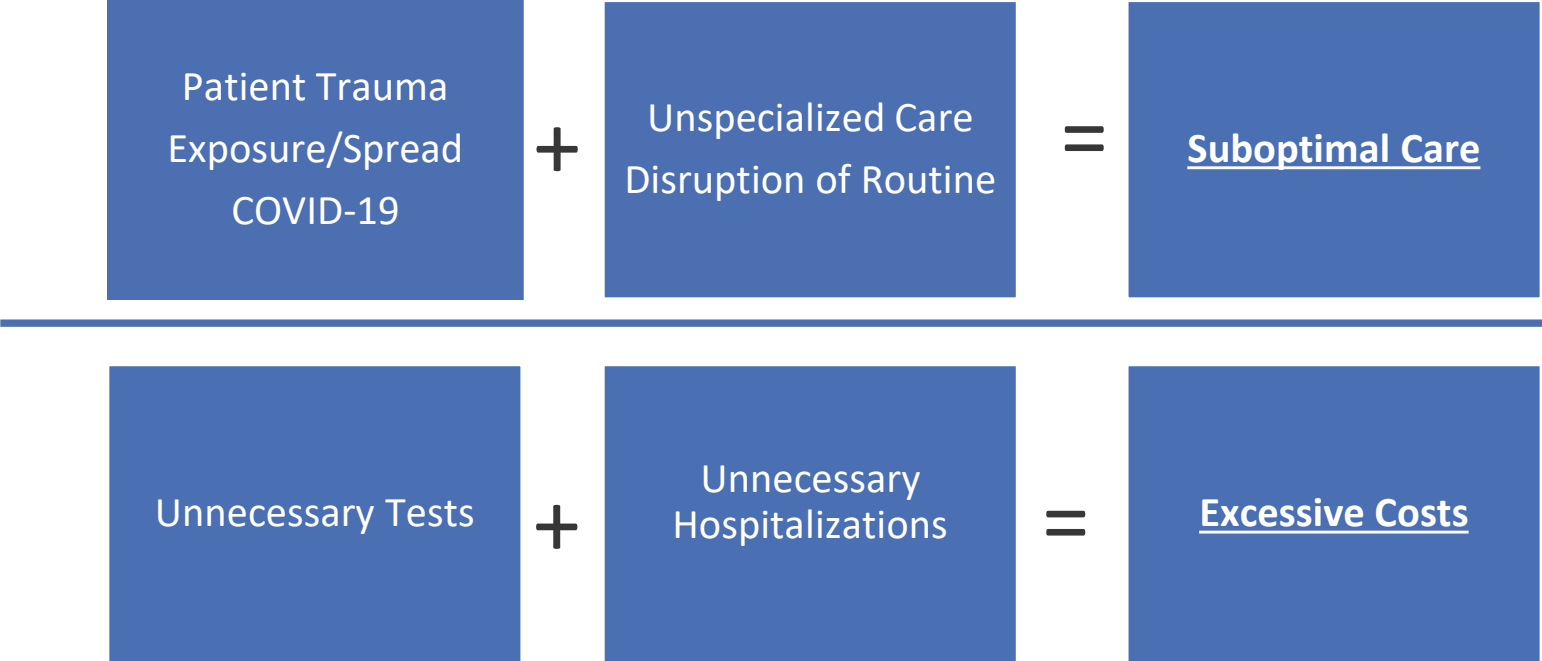 Patient Trauma
Exposure/Spread
COVID-19
+
Unspecialized Care
Disruption of Routine
=
Suboptimal Care
Unnecessary Tests
+
Unnecessary
Hospitalizations
=
Excessive Costs